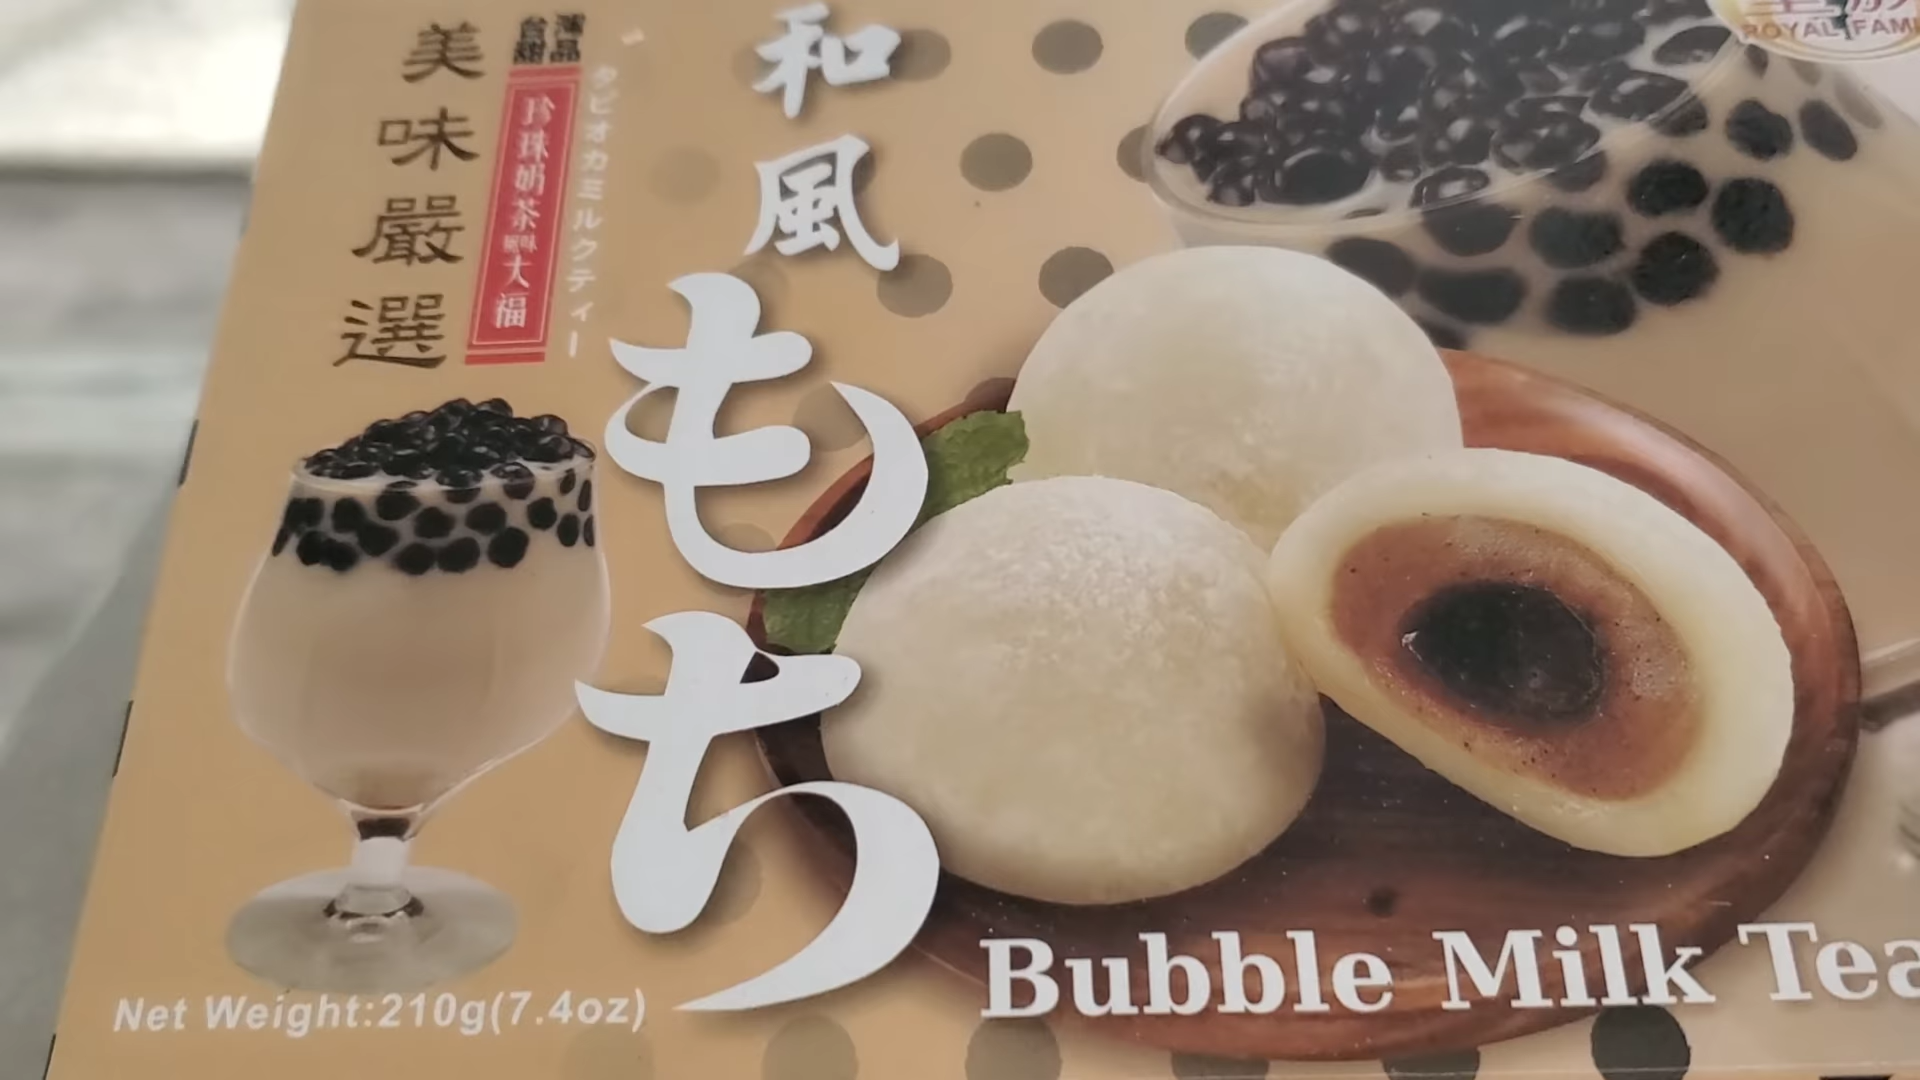 美味嚴選
台灣甜品
珍珠奶茶風味大福
タピオカミルクティー
和風
もち
ROYAL FAM
Bubble Milk Tea
Net Weight:210g(7.4oz)